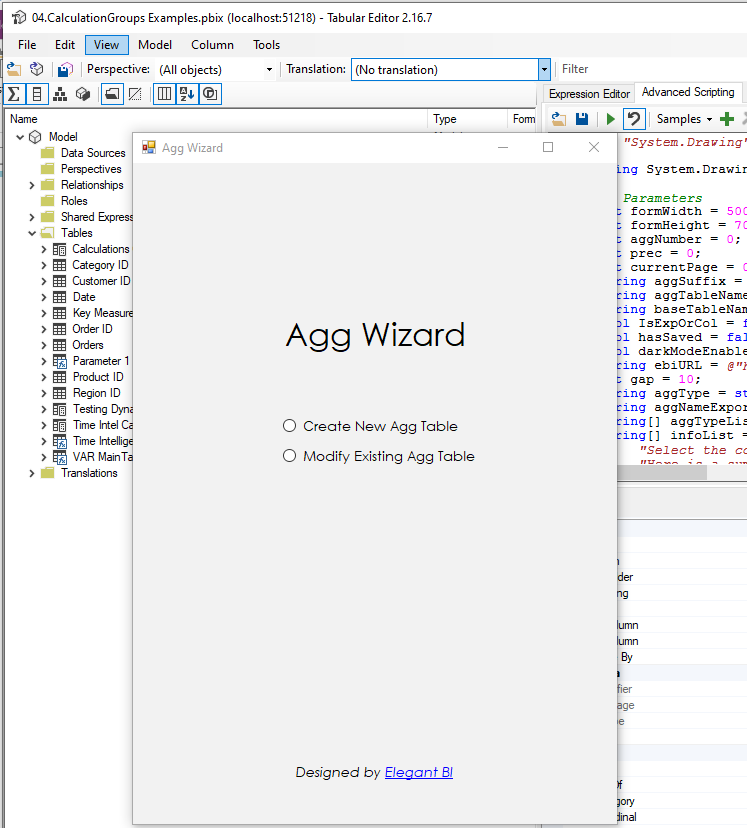 04.CalculationGroups Examples.pbix (localhost:51218) - Tabular Editor 2.16.7
File Edit View Model Column Tools
Perspective: (All objects) Translation: (No translation) Filter
Expression Editor Advanced Scripting
Samples
Name Type Form
Model
Data Sources
Perspectives
Relationships
Roles
Shared Express
Tables
Calculations
Category ID
Customer ID
Date
Key Measure
Order ID
Orders
Parameter 1
Product ID
Region ID
Testing Dyna
Time Intel Ca
Time Intellige
VAR MainTa
Translations
Agg Wizard
Agg Wizard
Create New Agg Table
Modify Existing Agg Table
Designed by Elegant BI
"System.Drawing"
ing System.Drawin
Parameters
t formWidth = 500
t formHeight = 70
t aggNumber = 0;
t prec = 0;
t currentPage = 0
ring aggSuffix =
ring aggTableName
ring baseTableNam
ol IsExpOrCol = f
ol hasSaved = fal
ol darkModeEnable
ring ebiURL = @"h
t gap = 10;
ring aggType = st
ring aggNameExpor
ring[] aggTypeLis
ring[] infoList =
"Select the co
"Here is a sum
der
ng
lumn
lumn
By
a
ifier
age
Of
gory
dinal